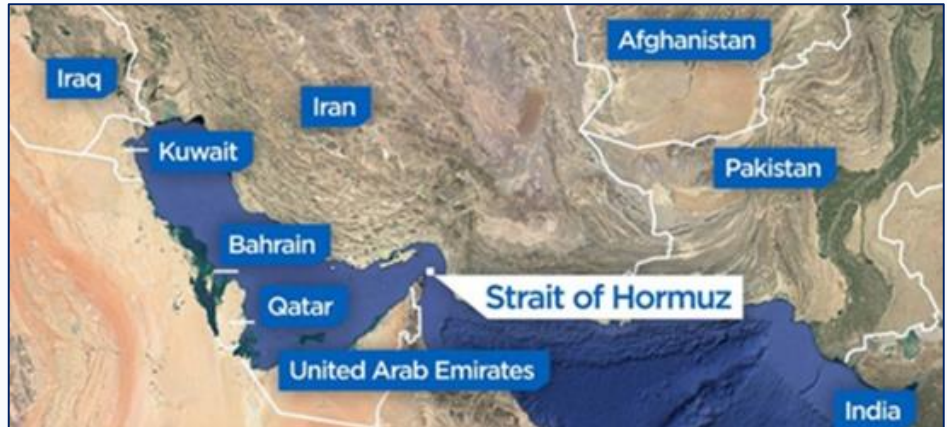 Afghanistan
Iraq
Iran
Kuwait
Pakistan
Bahrain
Strait of Hormuz
Qatar
United Arab Emirates
India